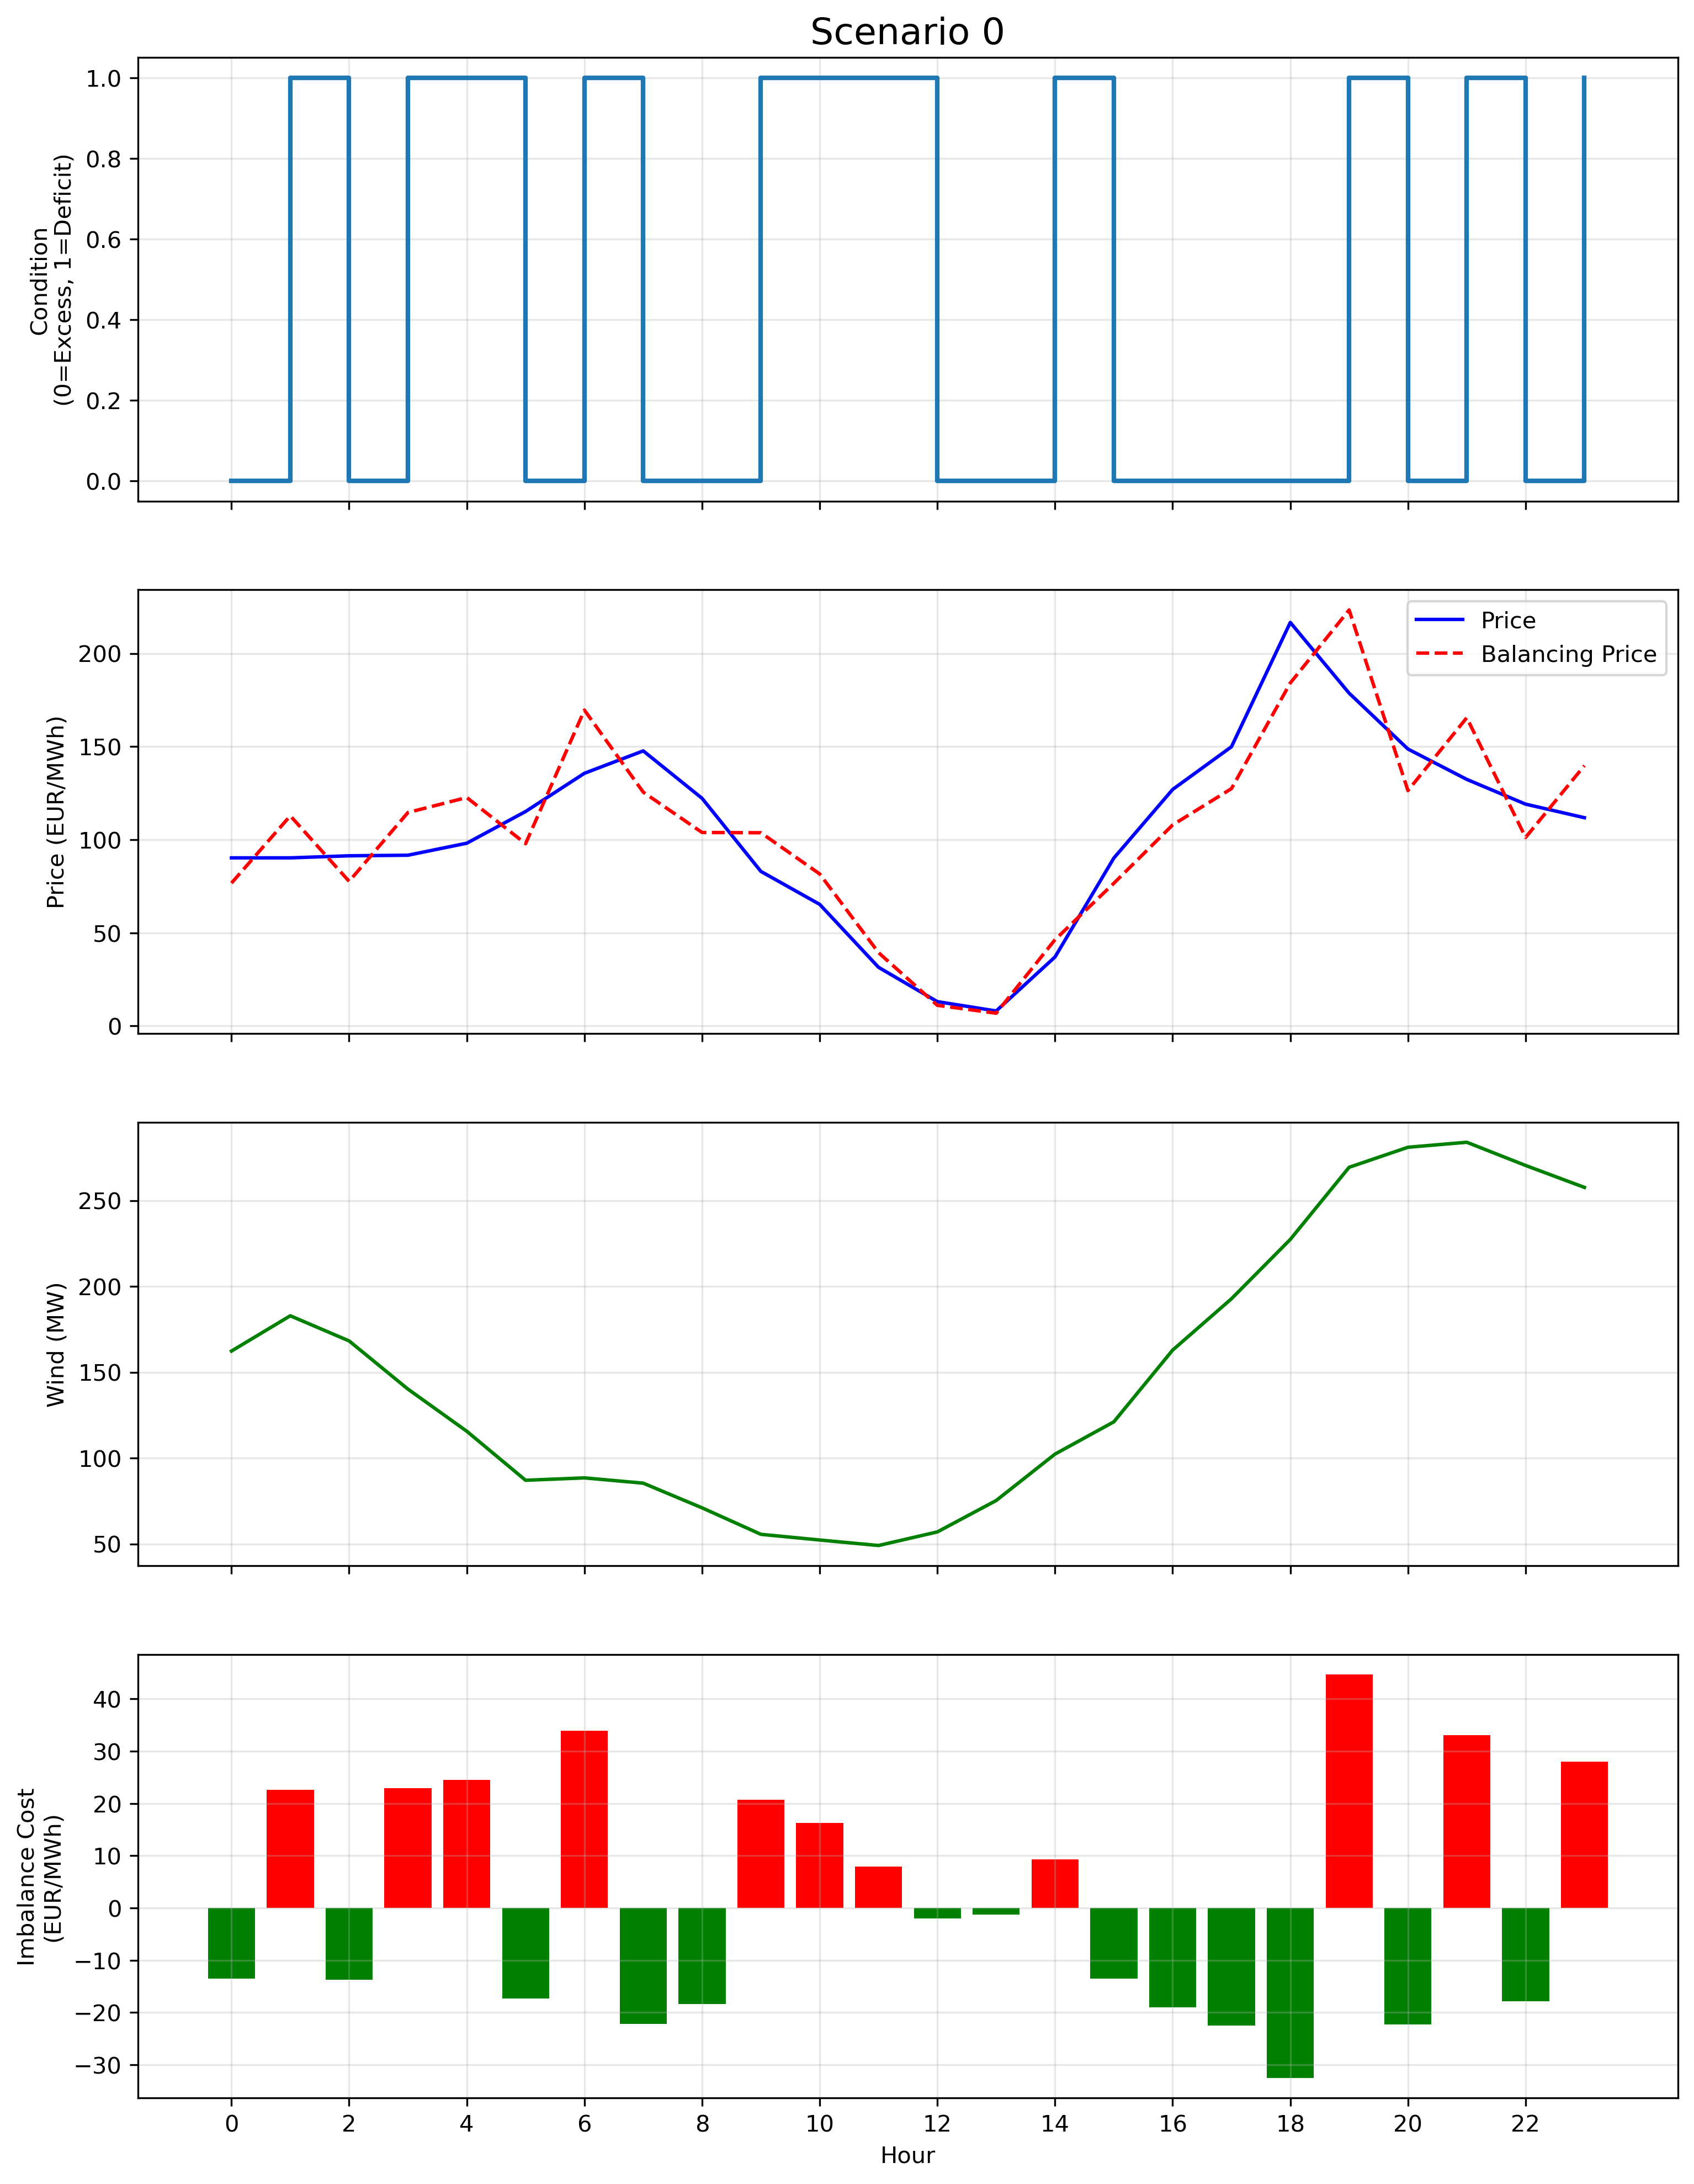 Scenario 0
Condition
(0=Excess, 1=Deficit)
1.0
0.8
0.6
0.4
0.2
0.0
Price (EUR/MWh)
200
150
100
50
0
Price
Balancing Price
Wind (MW)
250
200
150
100
50
Imbalance Cost
(EUR/MWh)
40
30
20
10
0
−10
−20
−30
0 2 4 6 8 10 12 14 16 18 20 22
Hour